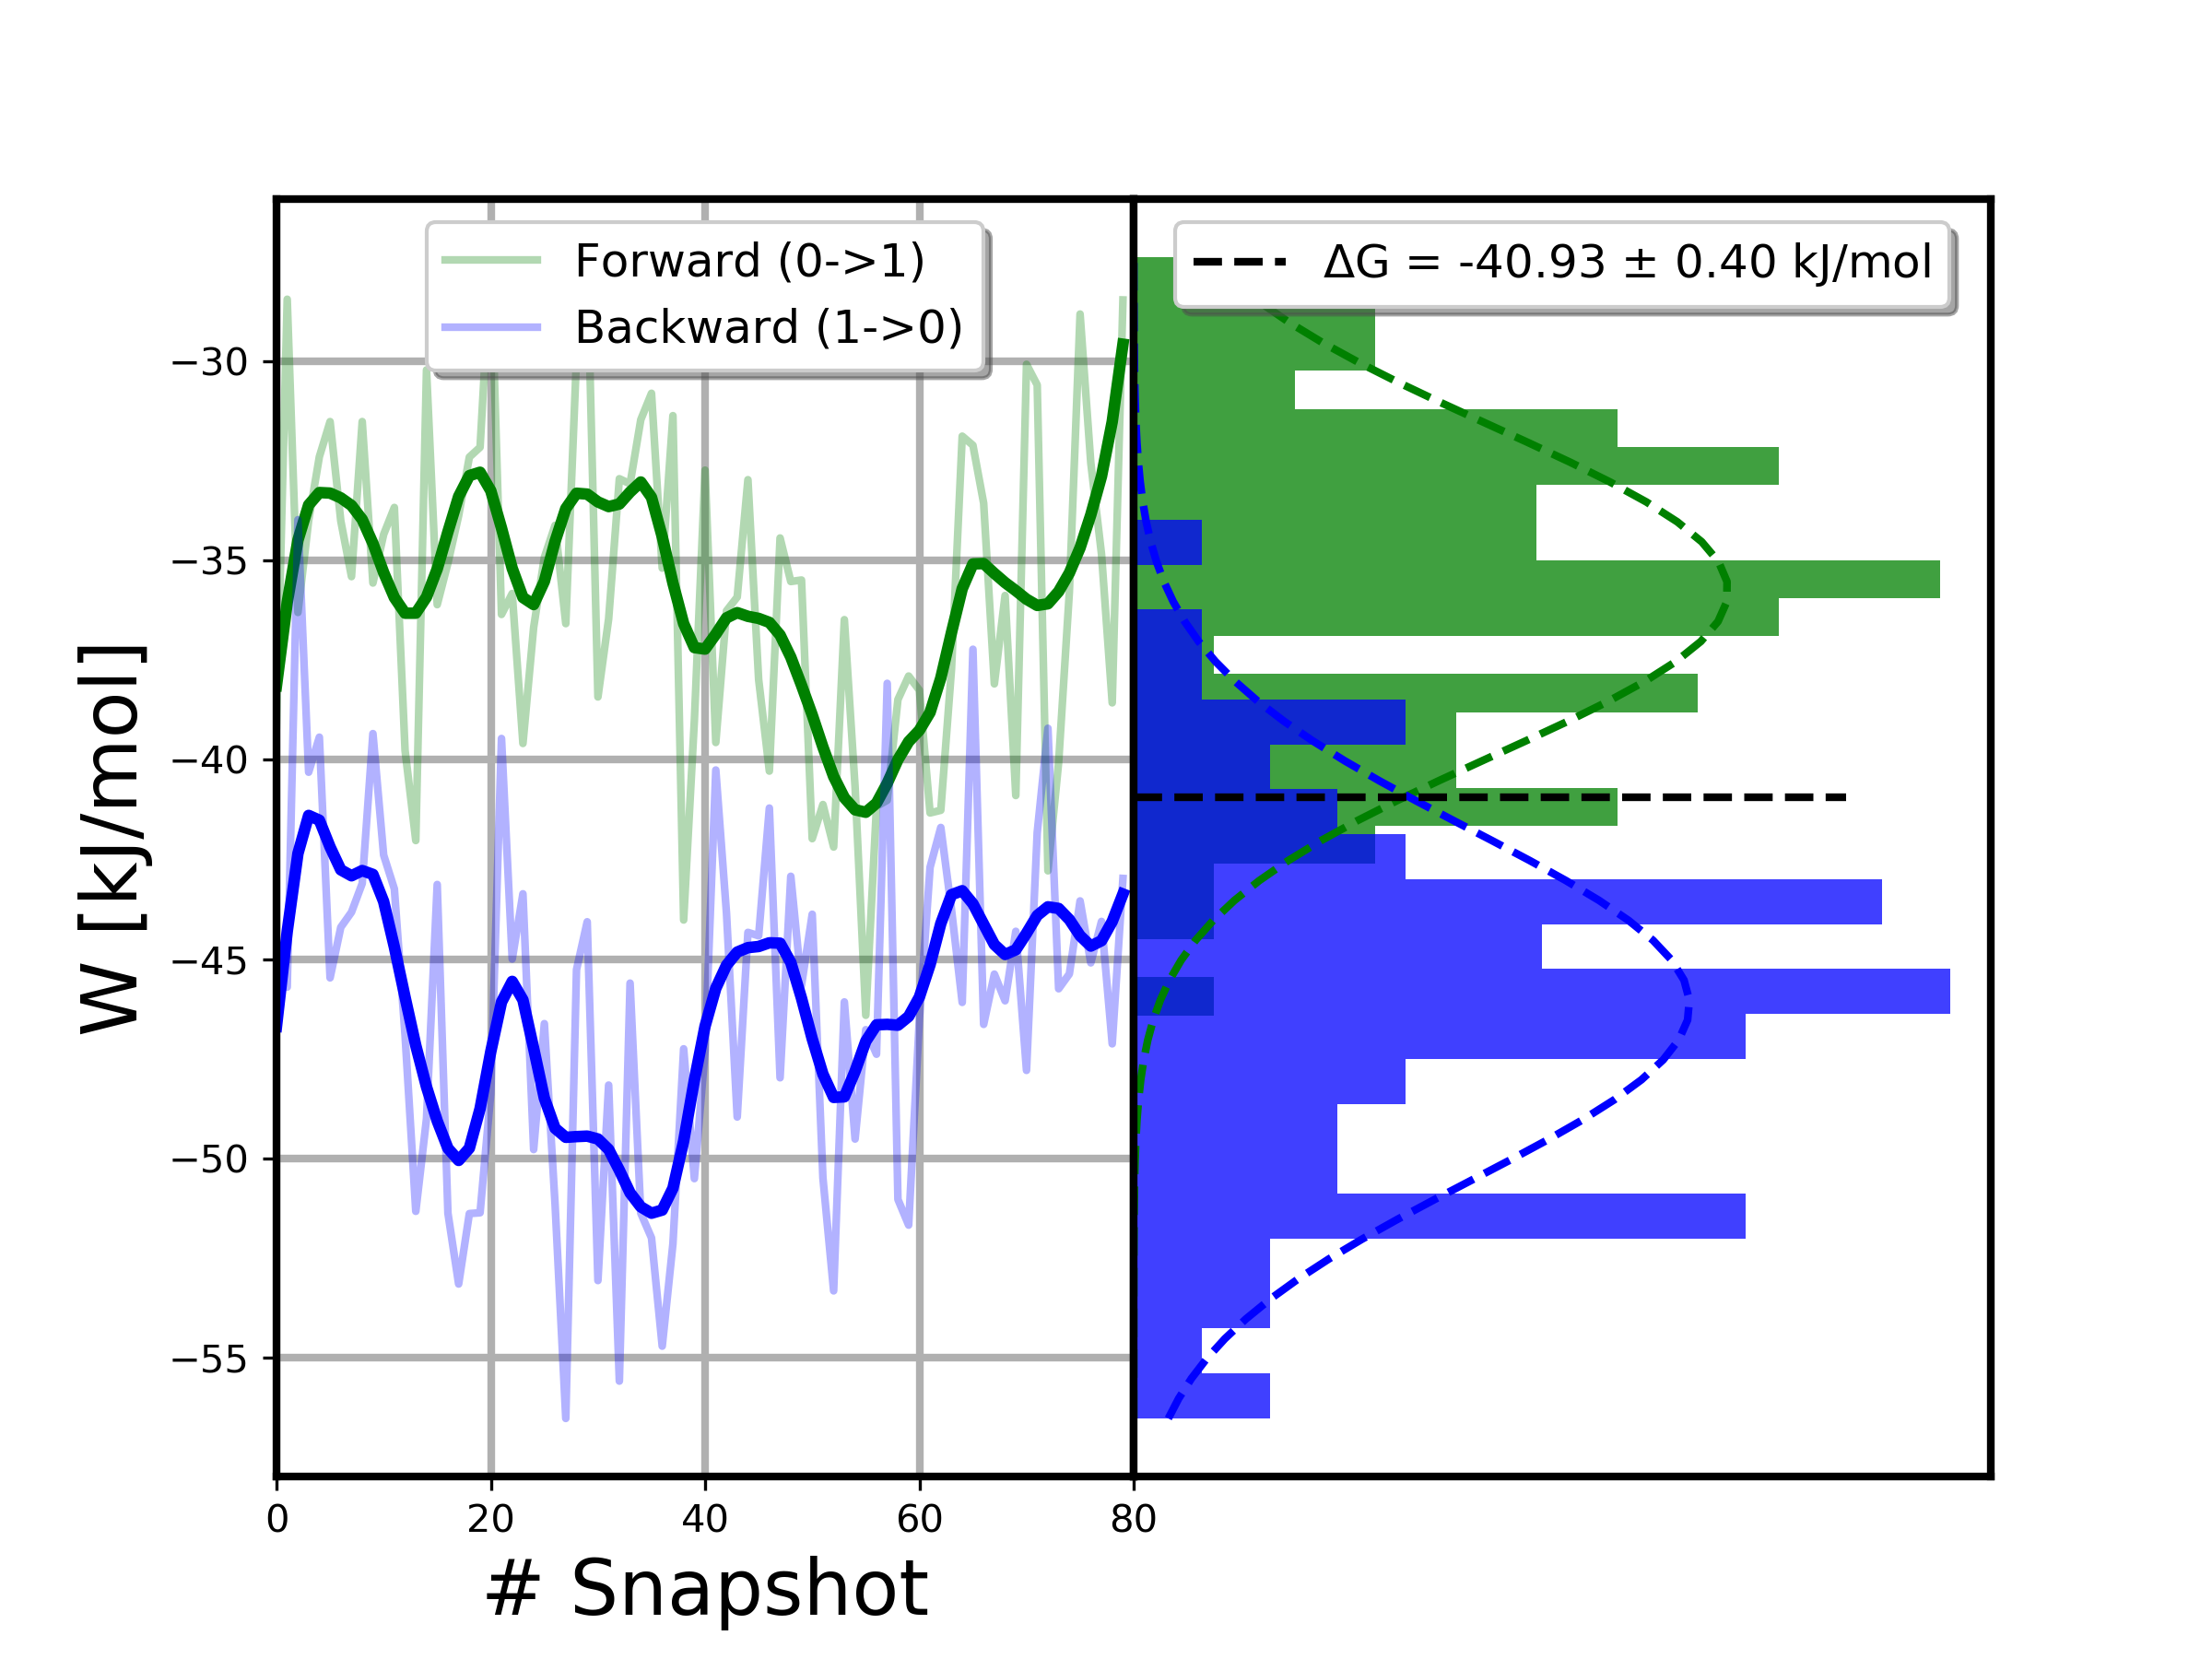 Forward (0->1)
Backward (1->0)
ΔG = -40.93 ± 0.40 kJ/mol
W [kJ/mol]
−30
−35
−40
−45
−50
−55
0 20 40 60 80
# Snapshot